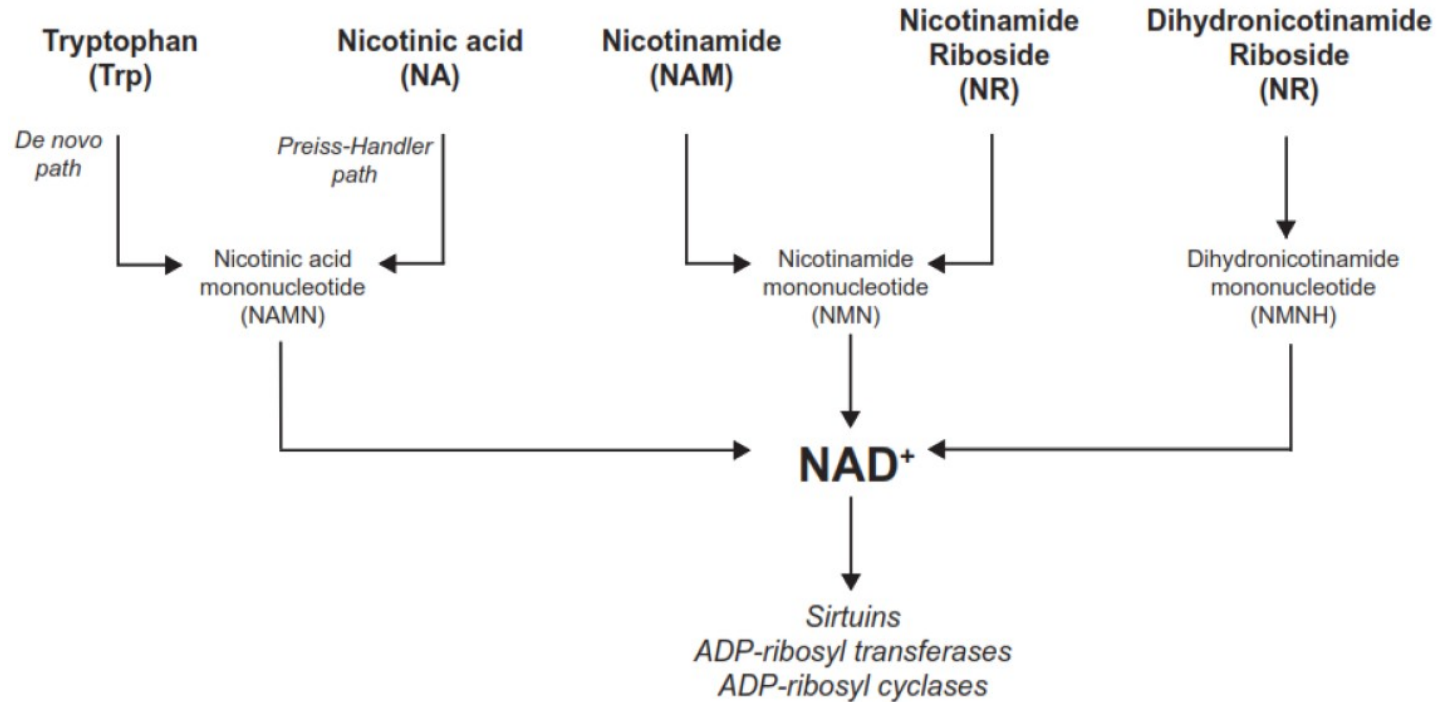 Tryptophan
(Trp)
Nicotinic acid
(NA)
Nicotinamide
(NAM)
Nicotinamide
Riboside
(NR)
Dihydronicotinamide
Riboside
(NR)
De novo
path
Preiss-Handler
path
Nicotinic acid
mononucleotide
(NAMN)
Nicotinamide
mononucleotide
(NMN)
Dihydronicotinamide
mononucleotide
(NMNH)
NAD⁺
Sirtuins
ADP-ribosyl transferases
ADP-ribosyl cyclases